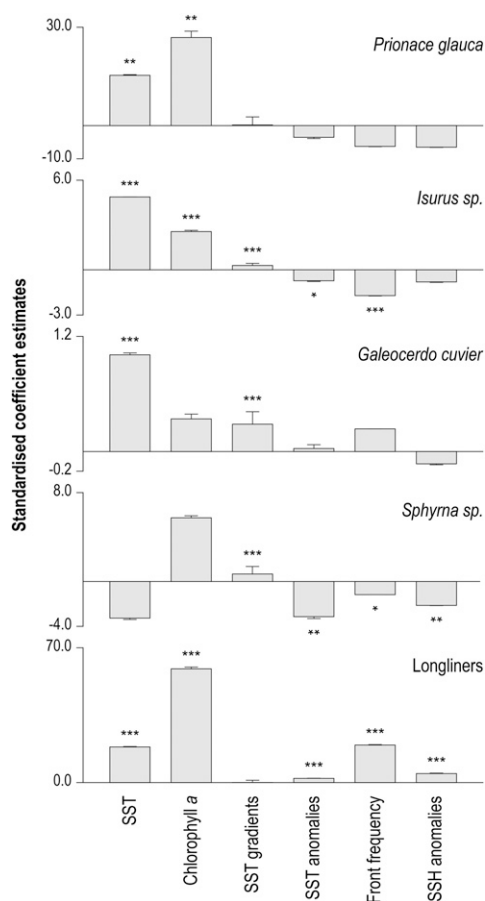 Standardised coefficient estimates
30.0
-10.0
** **
Prionace glauca
6.0
-3.0
*** *** *** * ***
Isurus sp.
1.2
-0.2
*** ***
Galeocerdo cuvier
8.0
-4.0
*** ** * **
Sphyrna sp.
70.0
0.0
*** *** *** *** ***
Longliners
SST
Chlorophyll a
SST gradients
SST anomalies
Front frequency
SSH anomalies